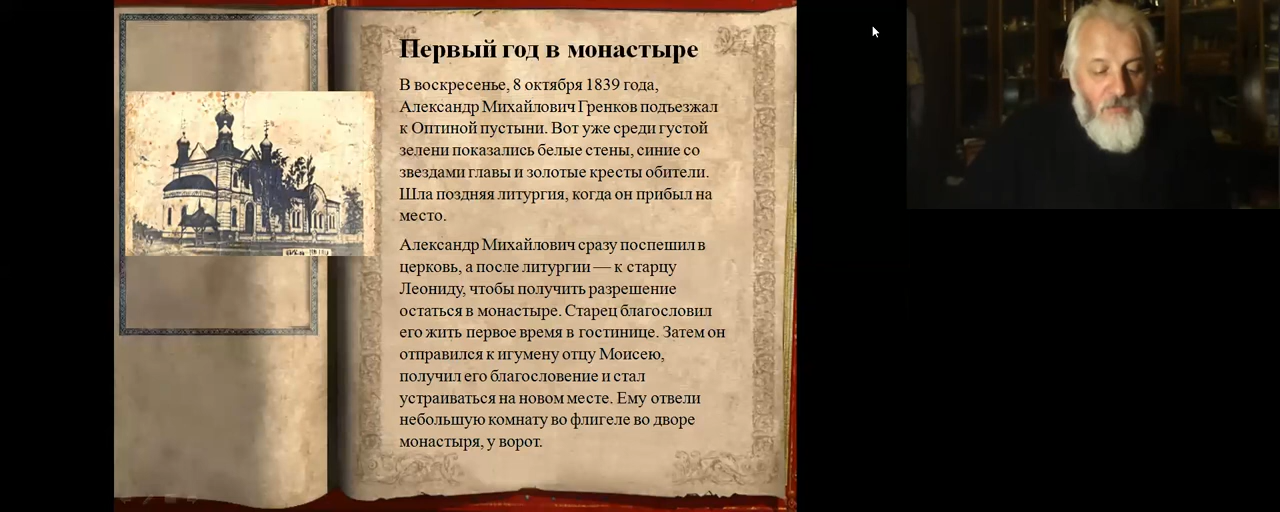 Первый год в монастыре
В воскресенье, 8 октября 1839 года,
Александр Михайлович Гренков подъезжал
к Оптиной пустыни. Вот уже среди густой
зелени показались белые стены, синие со
звездами главы и золотые кресты обители.
Шла поздняя литургия, когда он прибыл на
место.
Александр Михайлович сразу поспешил в
церковь, а после литургии — к старцу
Леониду, чтобы получить разрешение
остаться в монастыре. Старец благословил
его жить первое время в гостинице. Затем он
отправился к игумену отцу Моисею,
получил его благословение и стал
устраиваться на новом месте. Ему отвели
небольшую комнату во флигеле во дворе
монастыря, у ворот.